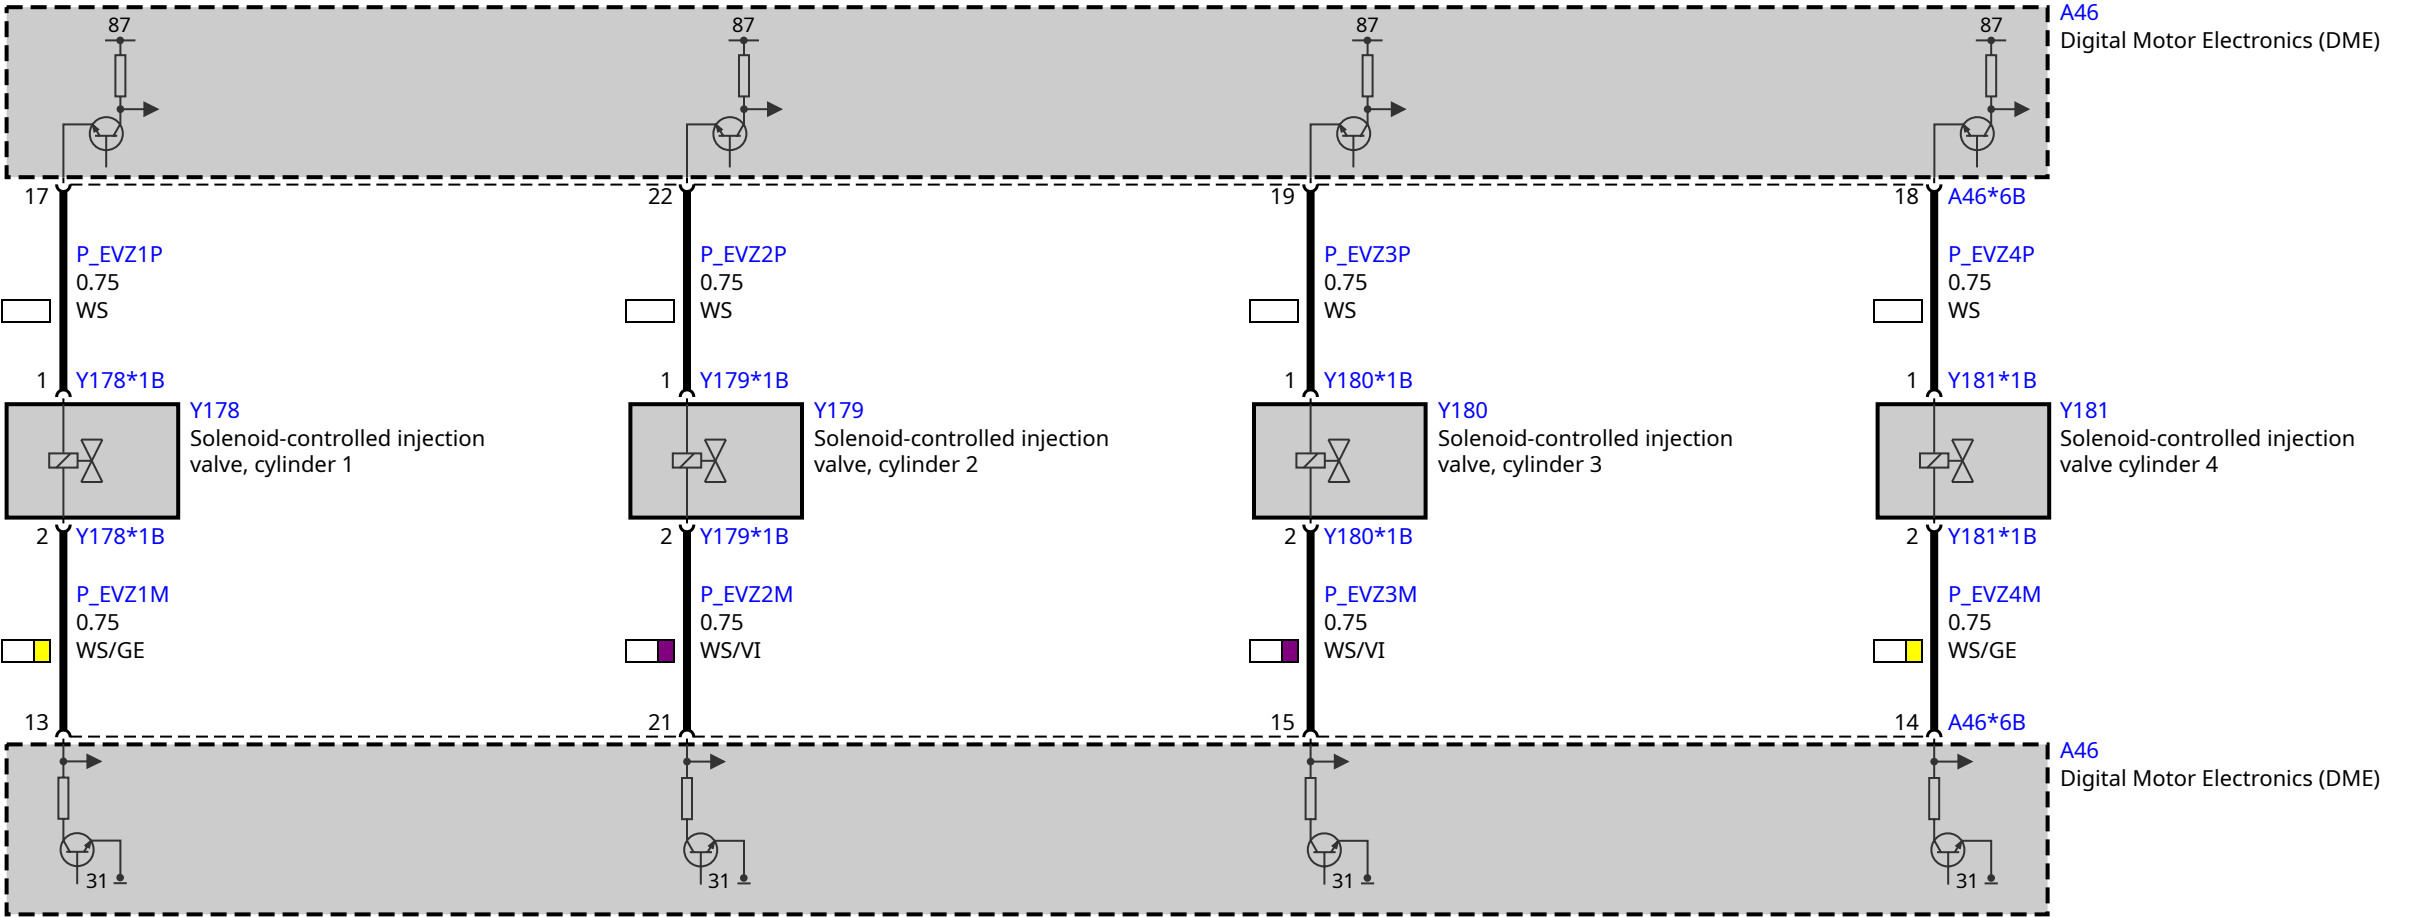 87
87
87
87
A46
Digital Motor Electronics (DME)
17
22
19
18
A46*6B
P_EVZ1P
0.75
WS
P_EVZ2P
0.75
WS
P_EVZ3P
0.75
WS
P_EVZ4P
0.75
WS
1
Y178*1B
1
Y179*1B
1
Y180*1B
1
Y181*1B
Y178
Solenoid-controlled injection
valve, cylinder 1
Y179
Solenoid-controlled injection
valve, cylinder 2
Y180
Solenoid-controlled injection
valve, cylinder 3
Y181
Solenoid-controlled injection
valve cylinder 4
2
Y178*1B
2
Y179*1B
2
Y180*1B
2
Y181*1B
P_EVZ1M
0.75
WS/GE
P_EVZ2M
0.75
WS/VI
P_EVZ3M
0.75
WS/VI
P_EVZ4M
0.75
WS/GE
13
21
15
14
A46*6B
A46
Digital Motor Electronics (DME)
31
31
31
31